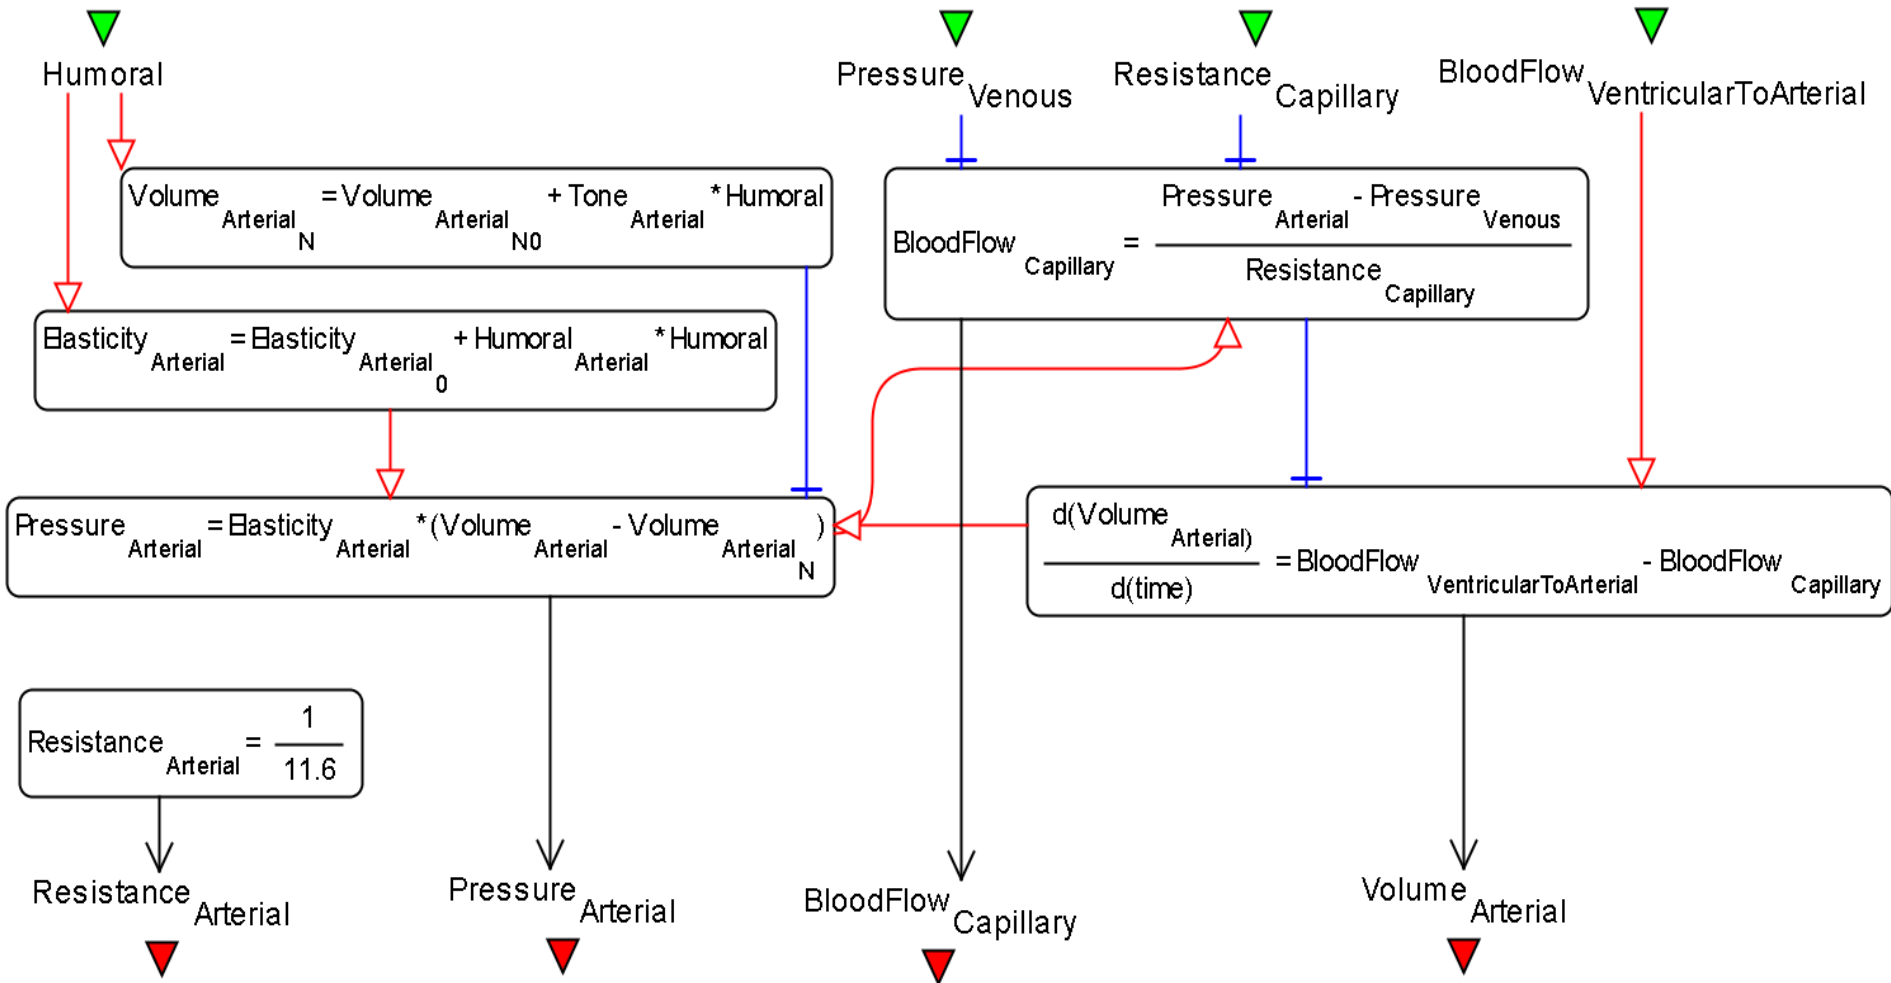 Humoral
Pressure Venous
Resistance Capillary
BloodFlow VentricularToArterial
Volume Arterial N = Volume Arterial N0 + Tone Arterial * Humoral
BloodFlow Capillary = Pressure Arterial - Pressure Venous
Resistance Capillary
Elasticity Arterial = Elasticity Arterial 0 + Humoral Arterial * Humoral
Pressure Arterial = Elasticity Arterial * (Volume Arterial - Volume Arterial N )
d(Volume Arterial)
d(time)
= BloodFlow VentricularToArterial - BloodFlow Capillary
Resistance Arterial = 1
11.6
Resistance Arterial
Pressure Arterial
BloodFlow Capillary
Volume Arterial